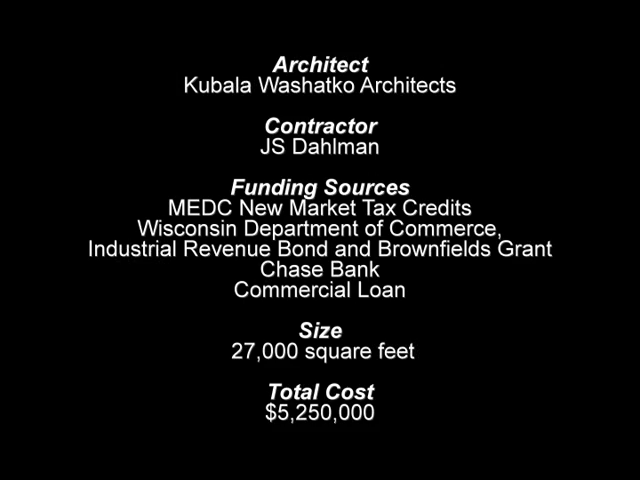 Architect
Kubala Washatko Architects
Contractor
JS Dahlman
Funding Sources
MEDC New Market Tax Credits
Wisconsin Department of Commerce,
Industrial Revenue Bond and Brownfields Grant
Chase Bank
Commercial Loan
Size
27,000 square feet
Total Cost
$5,250,000